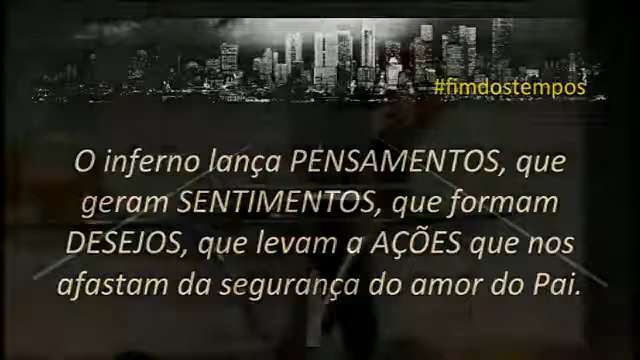 #fimdostempos
O inferno lança PENSAMENTOS, que
geram SENTIMENTOS, que formam
DESEJOS, que levam a AÇÕES que nos
afastam da segurança do amor do Pai.